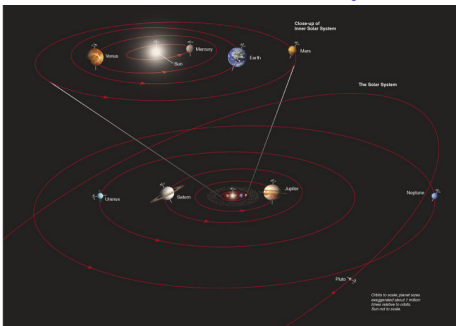 Close-up of
Inner Solar System
Venus
Mercury
Sun
Earth
Mars
The Solar System
Uranus
Saturn
Jupiter
Neptune
Pluto
Orbits to scale; planet sizes
exaggerated about 1 million
times relative to orbits.
Sun not to scale.